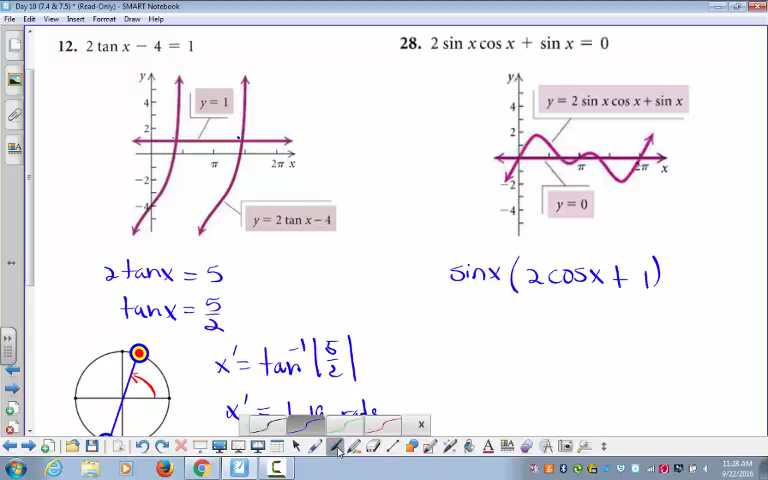 Day 10 (7.4 & 7.5) * [Read-Only] - SMART Notebook
File Edit View Insert Format Draw Help
12. 2 tan x − 4 = 1
28. 2 sin x cos x + sin x = 0
y
4
2
−2
−4
π
2π x
y = 1
y = 2 tan x − 4
y
4
2
−2
−4
π
2π
x
y = 2 sin x cos x + sin x
y = 0
2tanx = 5
tanx = 5/2
sinx (2cosx + 1)
x' = tan⁻¹|5/2|
x' = 1.19 rads
11:28 AM
9/22/2016